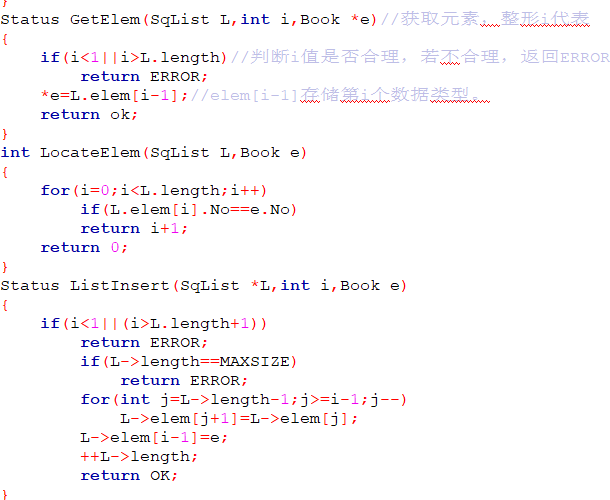 }
Status GetElem(SqList L,int i,Book *e)//获取元素，整形i代表
{
if(i<1||i>L.length)//判断i值是否合理，若不合理，返回ERROR
return ERROR;
*e=L.elem[i-1];//elem[i-1]存储第i个数据类型。
return ok;
}
int LocateElem(SqList L,Book e)
{
for(i=0;i<L.length;i++)
if(L.elem[i].No==e.No)
return i+1;
return 0;
}
Status ListInsert(SqList *L,int i,Book e)
{
if(i<1||(i>L.length+1))
return ERROR;
if(L->length==MAXSIZE)
return ERROR;
for(int j=L->length-1;j>=i-1;j--)
L->elem[j+1]=L->elem[j];
L->elem[i-1]=e;
++L->length;
return OK;
}